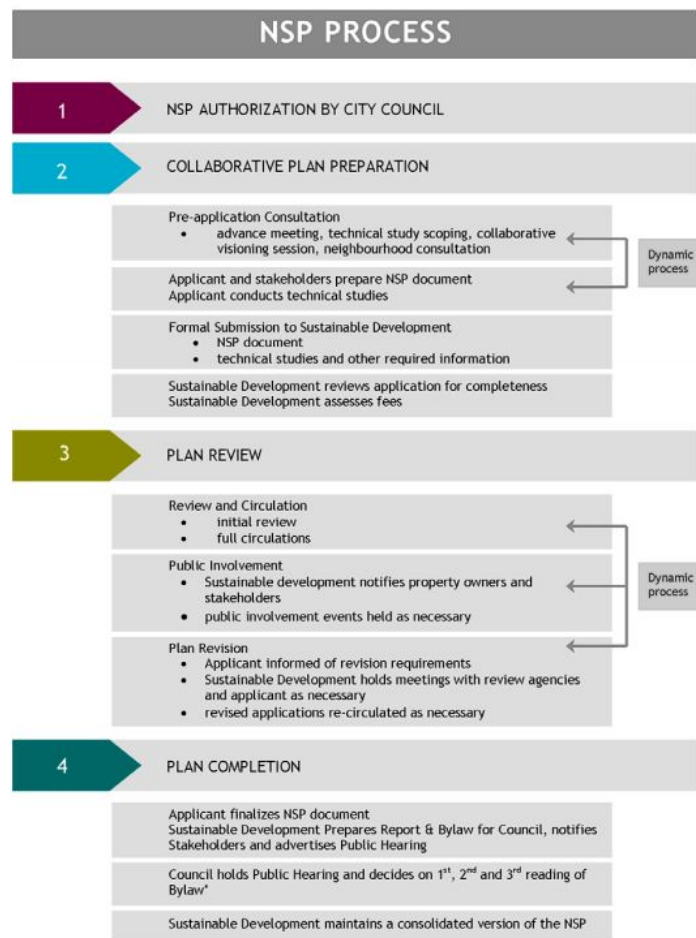 NSP PROCESS
1
NSP AUTHORIZATION BY CITY COUNCIL
2
COLLABORATIVE PLAN PREPARATION
Pre-application Consultation
• advance meeting, technical study scoping, collaborative
visioning session, neighbourhood consultation
Dynamic
process
Applicant and stakeholders prepare NSP document
Applicant conducts technical studies
Formal Submission to Sustainable Development
• NSP document
• technical studies and other required information
Sustainable Development reviews application for completeness
Sustainable Development assesses fees
3
PLAN REVIEW
Review and Circulation
• initial review
• full circulations
Public Involvement
• Sustainable development notifies property owners and
stakeholders
• public involvement events held as necessary
Dynamic
process
Plan Revision
• Applicant informed of revision requirements
• Sustainable Development holds meetings with review agencies
and applicant as necessary
• revised applications re-circulated as necessary
4
PLAN COMPLETION
Applicant finalizes NSP document
Sustainable Development Prepares Report & Bylaw for Council, notifies
Stakeholders and advertises Public Hearing
Council holds Public Hearing and decides on 1st, 2nd and 3rd reading of
Bylaw*
Sustainable Development maintains a consolidated version of the NSP